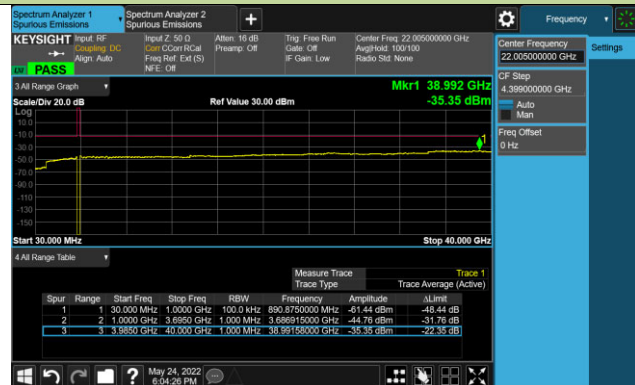 Spectrum Analyzer 1
Spurious Emissions
Spectrum Analyzer 2
Spurious Emissions
+
Frequency
KEYSIGHT
Input: RF
Coupling: DC
Align: Auto
Input Z: 50 Ω
Corr CCorr RCal
Freq Ref: Ext (S)
NFE: Off
Atten: 16 dB
Preamp: Off
Trig: Free Run
Gate: Off
IF Gain: Low
Center Freq: 22.005000000 GHz
Avg|Hold: 100/100
Radio Std: None
PASS
Center Frequency
22.005000000 GHz
Settings
CF Step
4.399000000 GHz
Auto
Man
Freq Offset
0 Hz
3 All Range Graph
Mkr1 38.992 GHz
Scale/Div 20.0 dB
Ref Value 30.00 dBm
-35.35 dBm
Log
10.0
-10.0
-30.0
-50.0
-70.0
-90.0
-110
-130
-150
1
Start 30.000 MHz
Stop 40.000 GHz
4 All Range Table
Measure Trace Trace 1
Trace Type Trace Average (Active)
Spur Range Start Freq Stop Freq RBW Frequency Amplitude ΔLimit
1 1 30.000 MHz 1.0000 GHz 100.0 kHz 890.8750000 MHz -61.44 dBm -48.44 dB
2 2 1.0000 GHz 3.6950 GHz 1.000 MHz 3.686915000 GHz -44.76 dBm -31.76 dB
3 3 3.9850 GHz 40.000 GHz 1.000 MHz 38.99158000 GHz -35.35 dBm -22.35 dB
?
May 24, 2022
6:04:26 PM